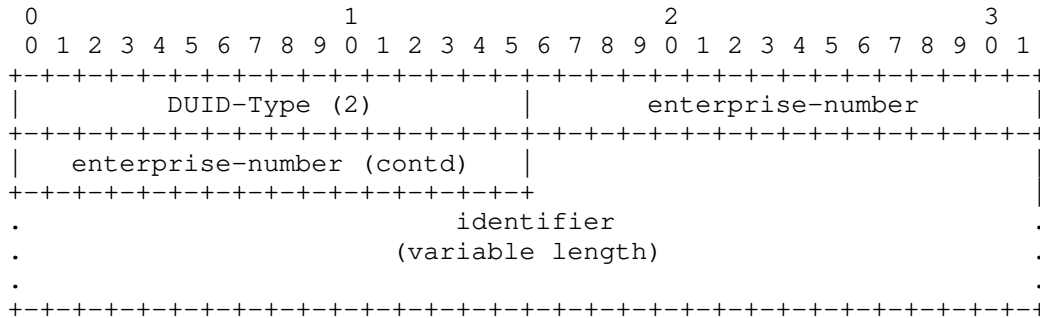 0                   1                   2                   3
 0 1 2 3 4 5 6 7 8 9 0 1 2 3 4 5 6 7 8 9 0 1 2 3 4 5 6 7 8 9 0 1
+-+-+-+-+-+-+-+-+-+-+-+-+-+-+-+-+-+-+-+-+-+-+-+-+-+-+-+-+-+-+-+-+
|         DUID-Type (2)         |       enterprise-number       |
+-+-+-+-+-+-+-+-+-+-+-+-+-+-+-+-+-+-+-+-+-+-+-+-+-+-+-+-+-+-+-+-+
|   enterprise-number (contd)   |                               |
+-+-+-+-+-+-+-+-+-+-+-+-+-+-+-+-+                               |
.                           identifier                          .
.                       (variable length)                       .
.                                                               .
+-+-+-+-+-+-+-+-+-+-+-+-+-+-+-+-+-+-+-+-+-+-+-+-+-+-+-+-+-+-+-+-+